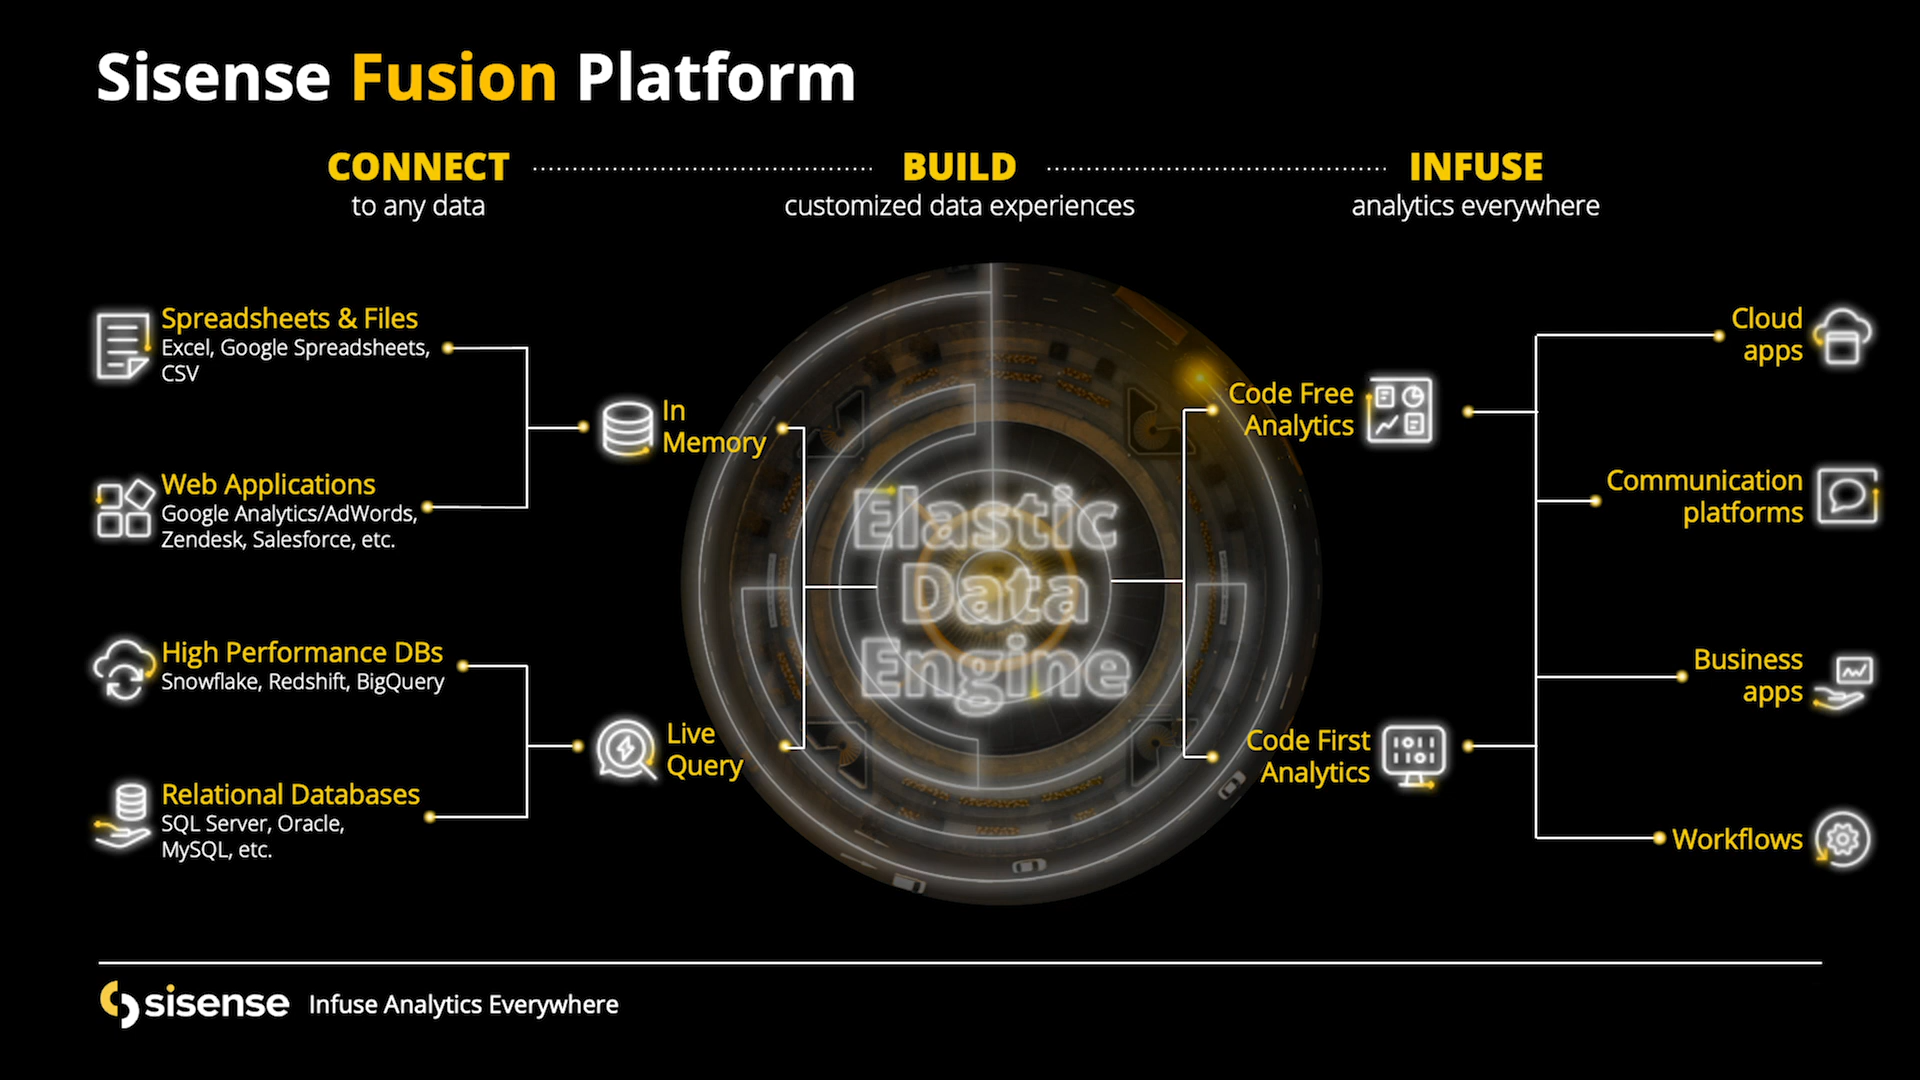 Sisense Fusion Platform
CONNECT
to any data
BUILD
customized data experiences
INFUSE
analytics everywhere
Spreadsheets & Files
Excel, Google Spreadsheets,
CSV
Web Applications
Google Analytics/AdWords,
Zendesk, Salesforce, etc.
High Performance DBs
Snowflake, Redshift, BigQuery
Relational Databases
SQL Server, Oracle,
MySQL, etc.
In
Memory
Live
Query
Elastic
Data
Engine
Code Free
Analytics
Code First
Analytics
1011
1101
Cloud
apps
Communication
platforms
Business
apps
Workflows
sisense
Infuse Analytics Everywhere